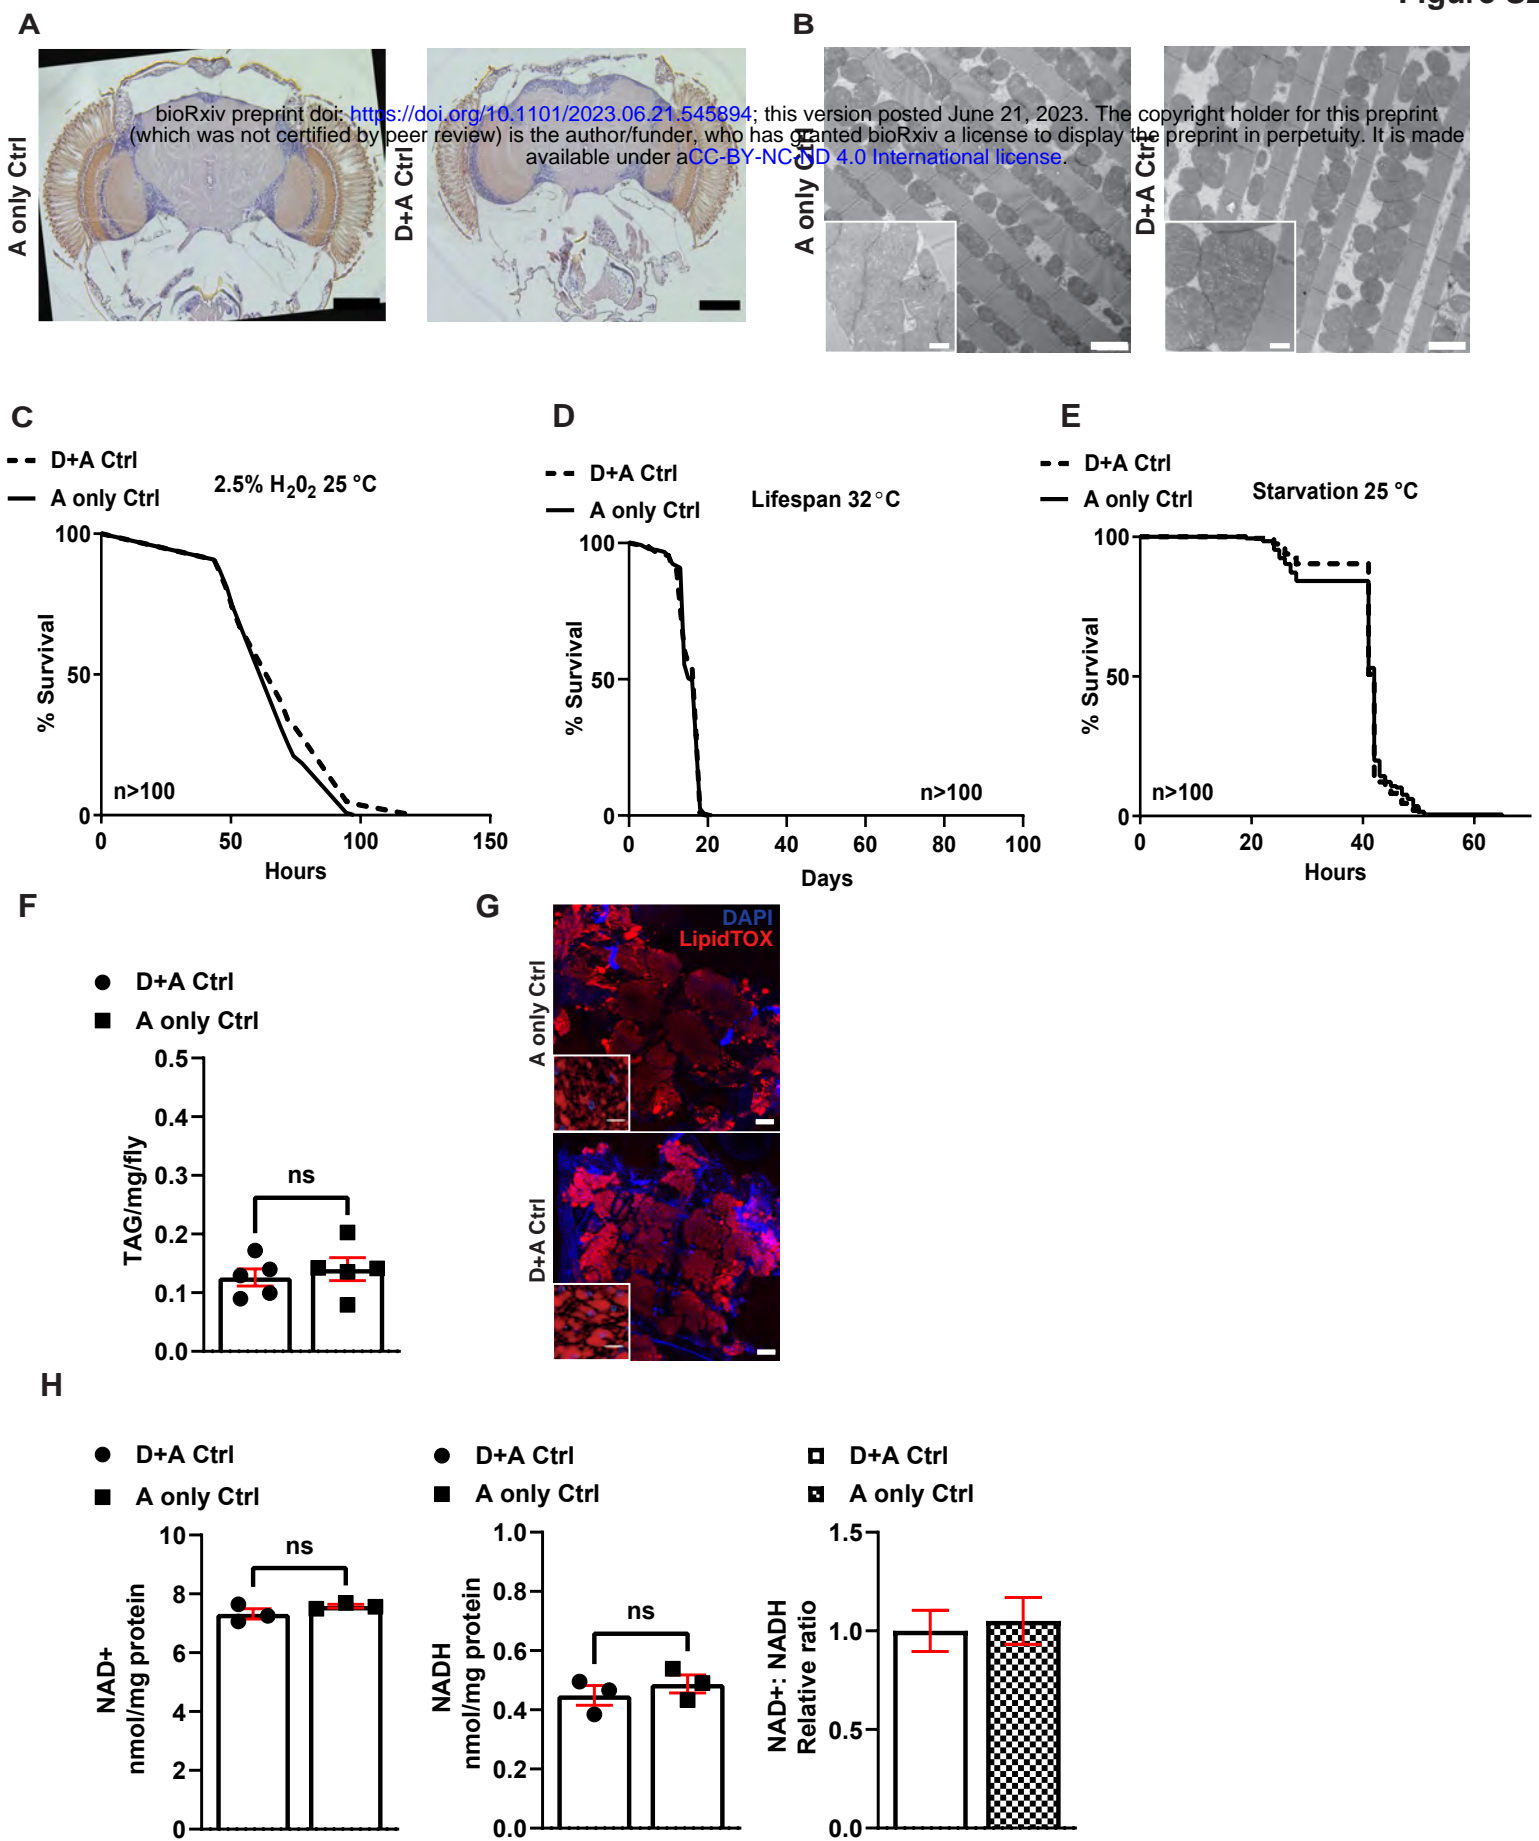 A
B
A only Ctrl
D+A Ctrl
A only Ctrl
D+A Ctrl
bioRxiv preprint doi: https://doi.org/10.1101/2023.06.21.545894; this version posted June 21, 2023. The copyright holder for this preprint
(which was not certified by peer review) is the author/funder, who has granted bioRxiv a license to display the preprint in perpetuity. It is made
available under aCC-BY-NC-ND 4.0 International license.
C
D+A Ctrl
A only Ctrl
2.5% H₂0₂ 25 °C
% Survival
100
50
0
n>100
0 50 100 150
Hours
D
D+A Ctrl
A only Ctrl
Lifespan 32°C
% Survival
100
50
0
n>100
0 20 40 60 80 100
Days
E
D+A Ctrl
A only Ctrl
Starvation 25 °C
% Survival
100
50
0
n>100
0 20 40 60
Hours
F
D+A Ctrl
A only Ctrl
TAG/mg/fly
0.5
0.4
0.3
0.2
0.1
0.0
ns
G
DAPI
LipidTOX
A only Ctrl
D+A Ctrl
H
D+A Ctrl
A only Ctrl
NAD+
nmol/mg protein
10
8
6
4
2
0
ns
D+A Ctrl
A only Ctrl
NADH
nmol/mg protein
1.0
0.8
0.6
0.4
0.2
0.0
ns
D+A Ctrl
A only Ctrl
NAD+: NADH
Relative ratio
1.5
1.0
0.5
0.0